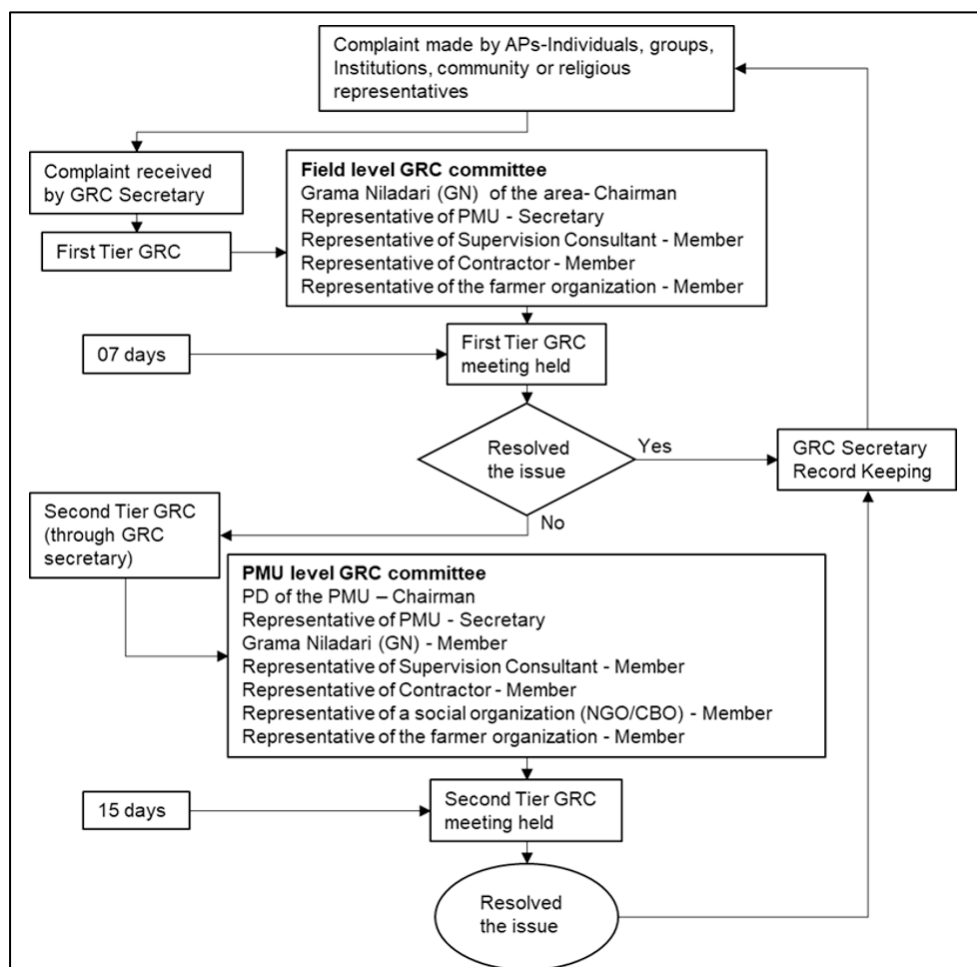 Complaint made by APs-Individuals, groups,
Institutions, community or religious
representatives
Complaint received
by GRC Secretary
First Tier GRC
Field level GRC committee
Grama Niladari (GN) of the area- Chairman
Representative of PMU - Secretary
Representative of Supervision Consultant - Member
Representative of Contractor - Member
Representative of the farmer organization - Member
07 days
First Tier GRC
meeting held
Resolved
the issue
Yes
GRC Secretary
Record Keeping
No
Second Tier GRC
(through GRC
secretary)
PMU level GRC committee
PD of the PMU – Chairman
Representative of PMU - Secretary
Grama Niladari (GN) - Member
Representative of Supervision Consultant - Member
Representative of Contractor - Member
Representative of a social organization (NGO/CBO) - Member
Representative of the farmer organization - Member
15 days
Second Tier GRC
meeting held
Resolved
the issue